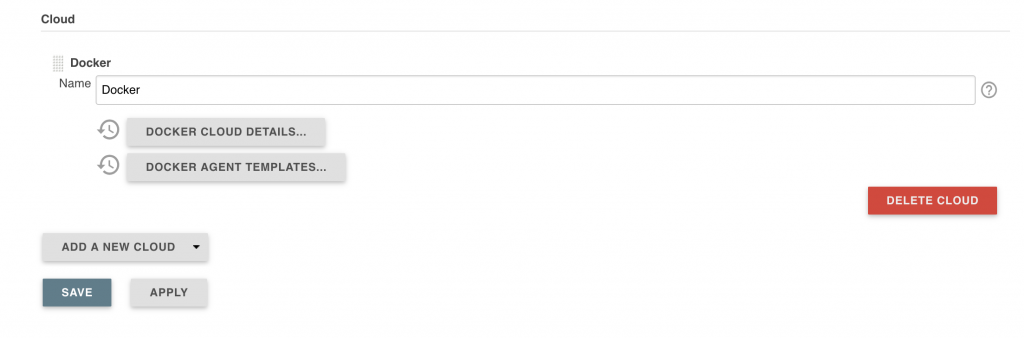 Cloud
Docker
Name
Docker
DOCKER CLOUD DETAILS...
DOCKER AGENT TEMPLATES...
DELETE CLOUD
ADD A NEW CLOUD
SAVE
APPLY